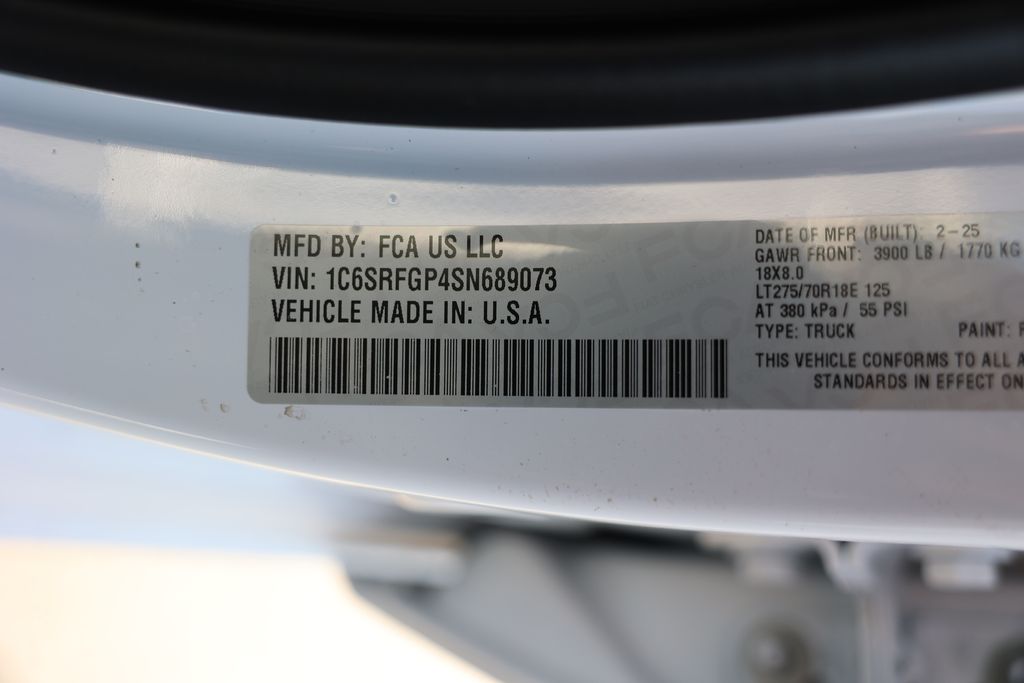 MFD BY: FCA US LLC
VIN: 1C6SRFGP4SN689073
VEHICLE MADE IN: U.S.A.
DATE OF MFR (BUILT): 2-25
GAWR FRONT: 3900 LB / 1770 KG
18X8.0
LT275/70R18E 125
AT 380 kPa / 55 PSI
TYPE: TRUCK PAINT:
THIS VEHICLE CONFORMS TO ALL
STANDARDS IN EFFECT ON